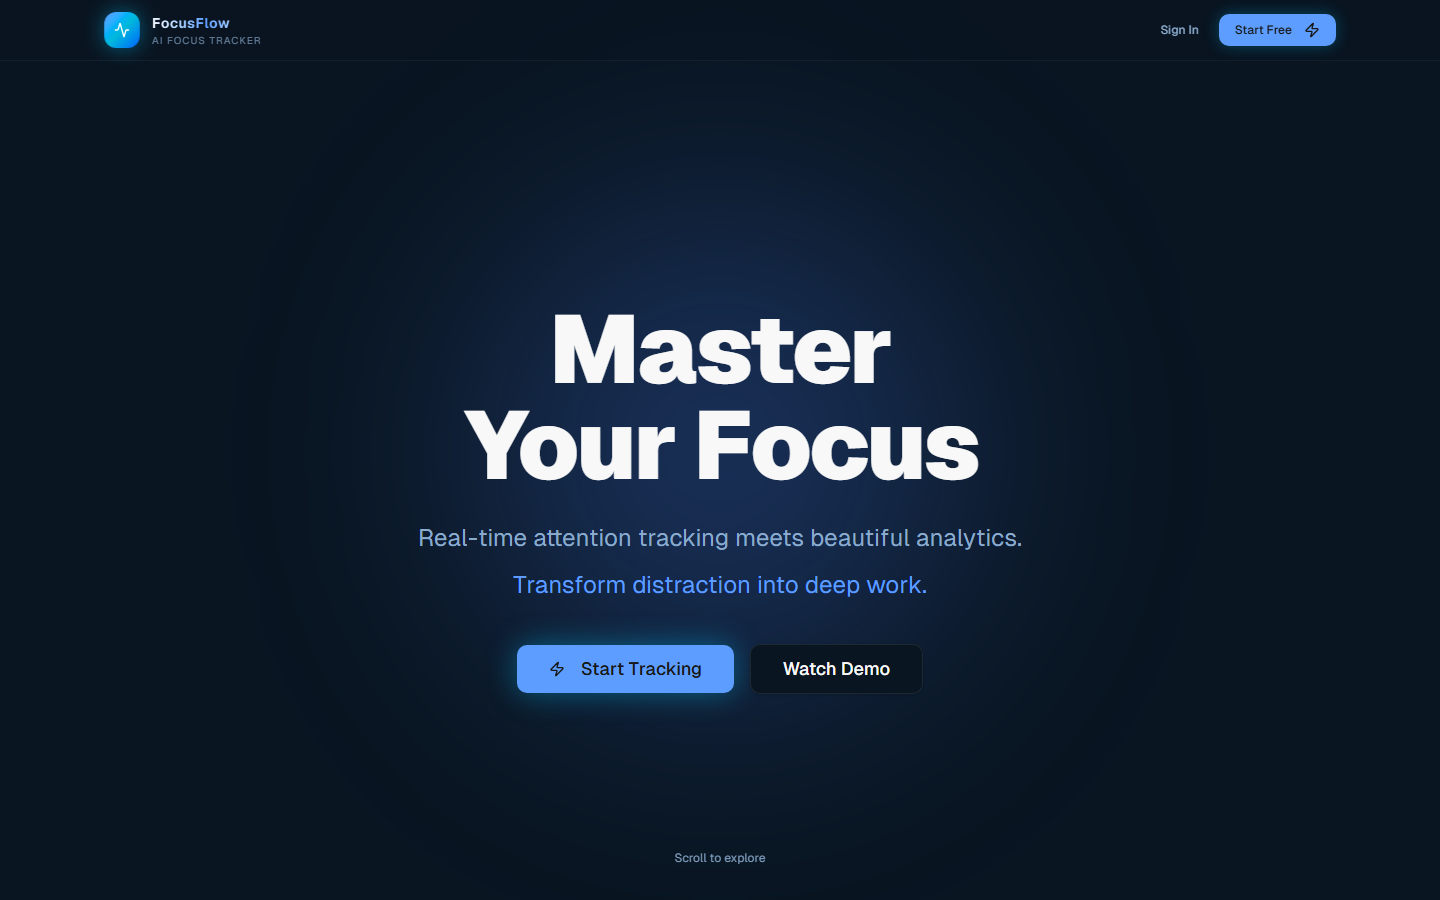 FocusFlow
AI FOCUS TRACKER
Sign In
Start Free
Master
Your Focus
Real-time attention tracking meets beautiful analytics.
Transform distraction into deep work.
Start Tracking
Watch Demo
Scroll to explore